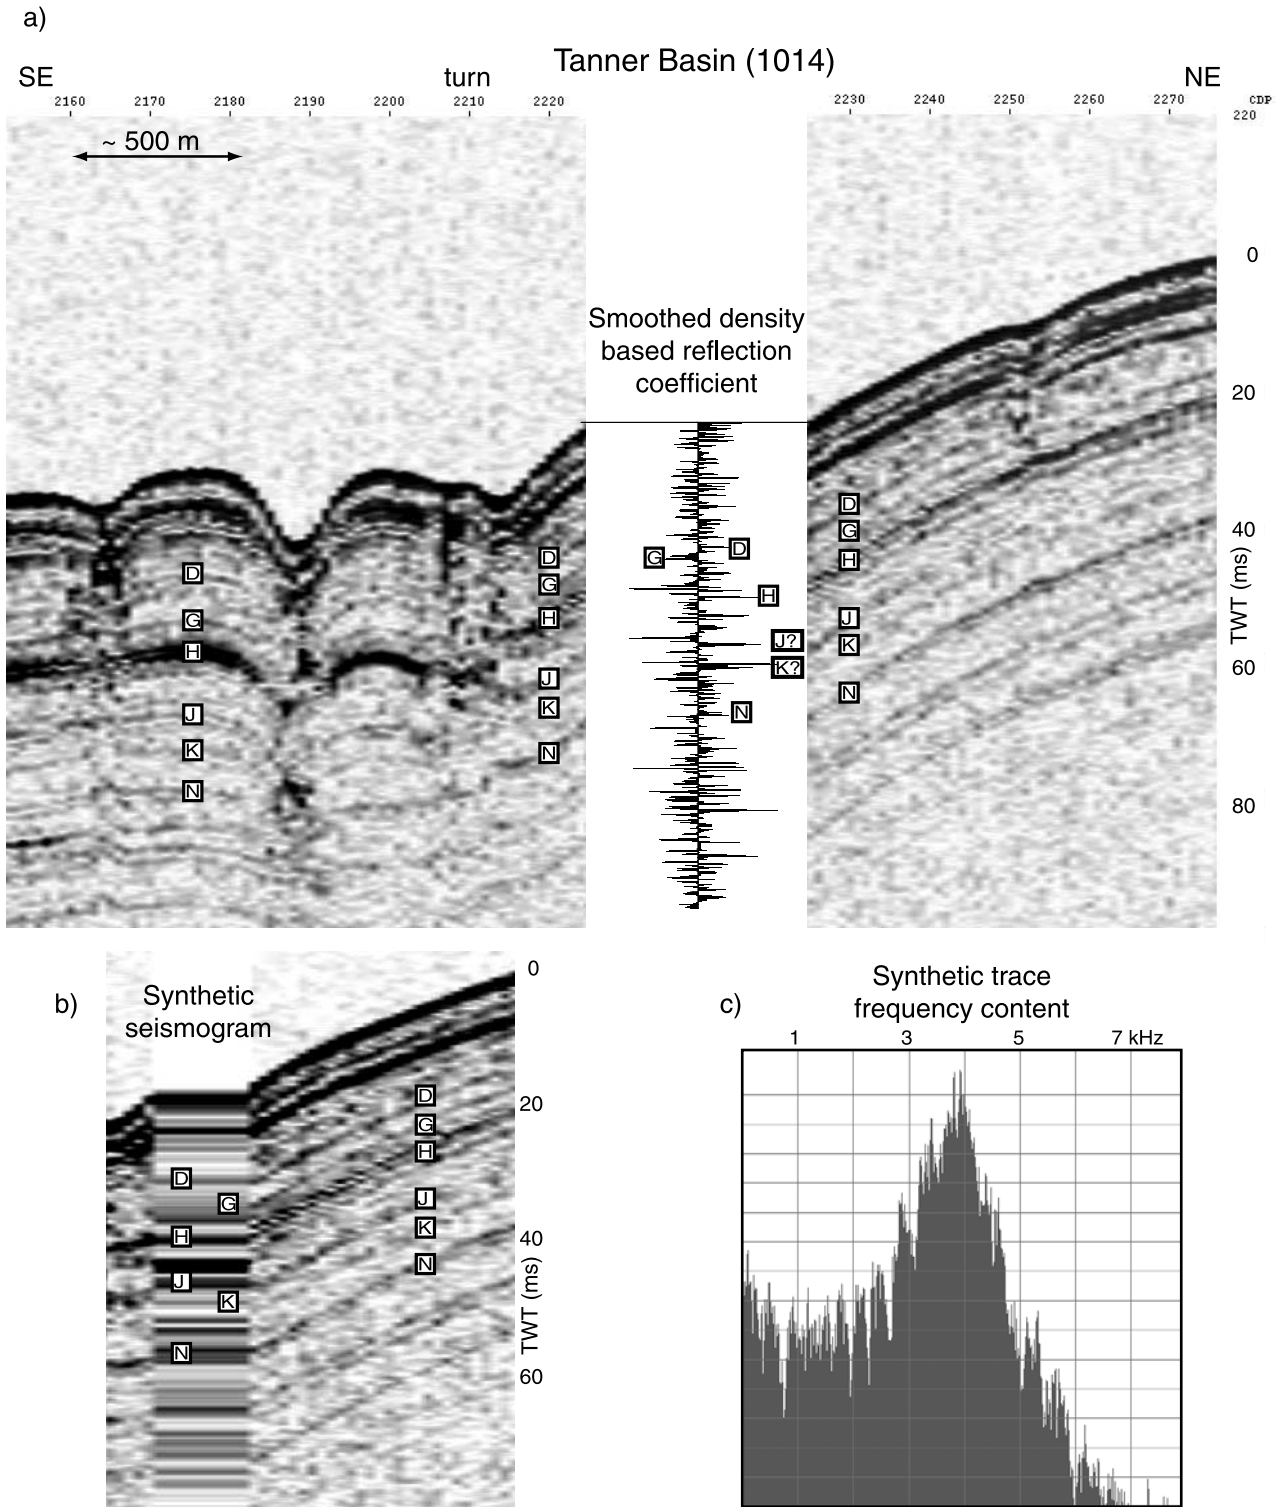 a)
Tanner Basin (1014)
SE turn NE
2160 2170 2180 2190 2200 2210 2220 2230 2240 2250 2260 2270 CDP
220
~ 500 m
0
Smoothed density
based reflection
coefficient
20
40
TWT (ms)
60
80
D
G
H
J
K
N
D
G
H
J
K
N
G
D
H
J?
K?
N
D
G
H
J
K
N
b)
Synthetic
seismogram
0
20
40
TWT (ms)
60
D
G
H
J
K
N
D
G
H
J
K
N
c)
Synthetic trace
frequency content
1 3 5 7 kHz